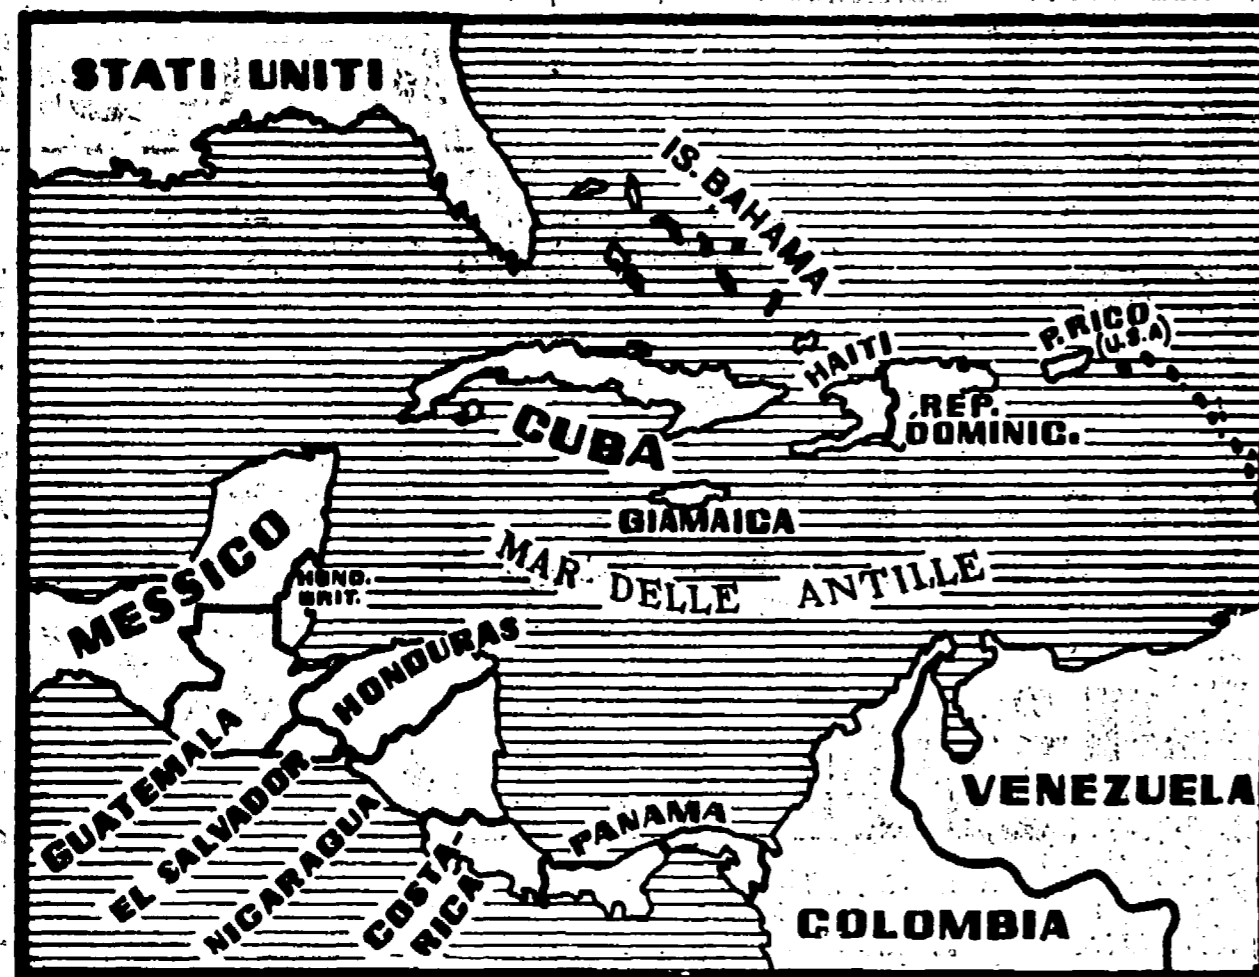 STATI UNITI
IS. BAHAMA
P. RICO
(U.S.A)
HAITI
REP.
DOMINIC.
CUBA
GIAMAICA
MAR DELLE ANTILLE
MESSICO
HOND.
BRIT.
HONDURAS
GUATEMALA
EL SALVADOR
NICARAGUA
COSTA-
RICA
PANAMA
VENEZUELA
COLOMBIA